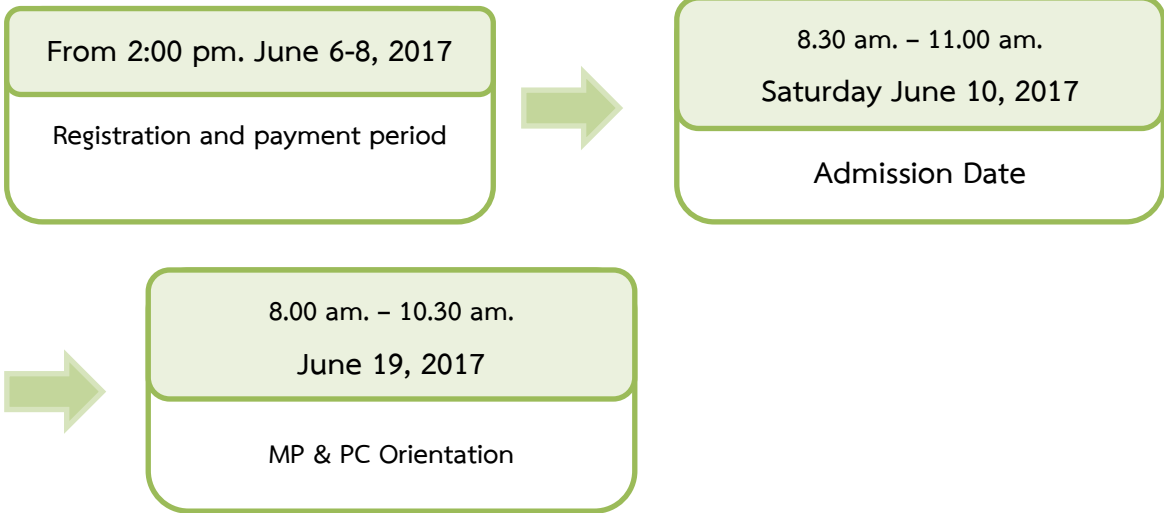 From 2:00 pm. June 6-8, 2017
Registration and payment period
8.30 am. – 11.00 am.
Saturday June 10, 2017
Admission Date
8.00 am. – 10.30 am.
June 19, 2017
MP & PC Orientation